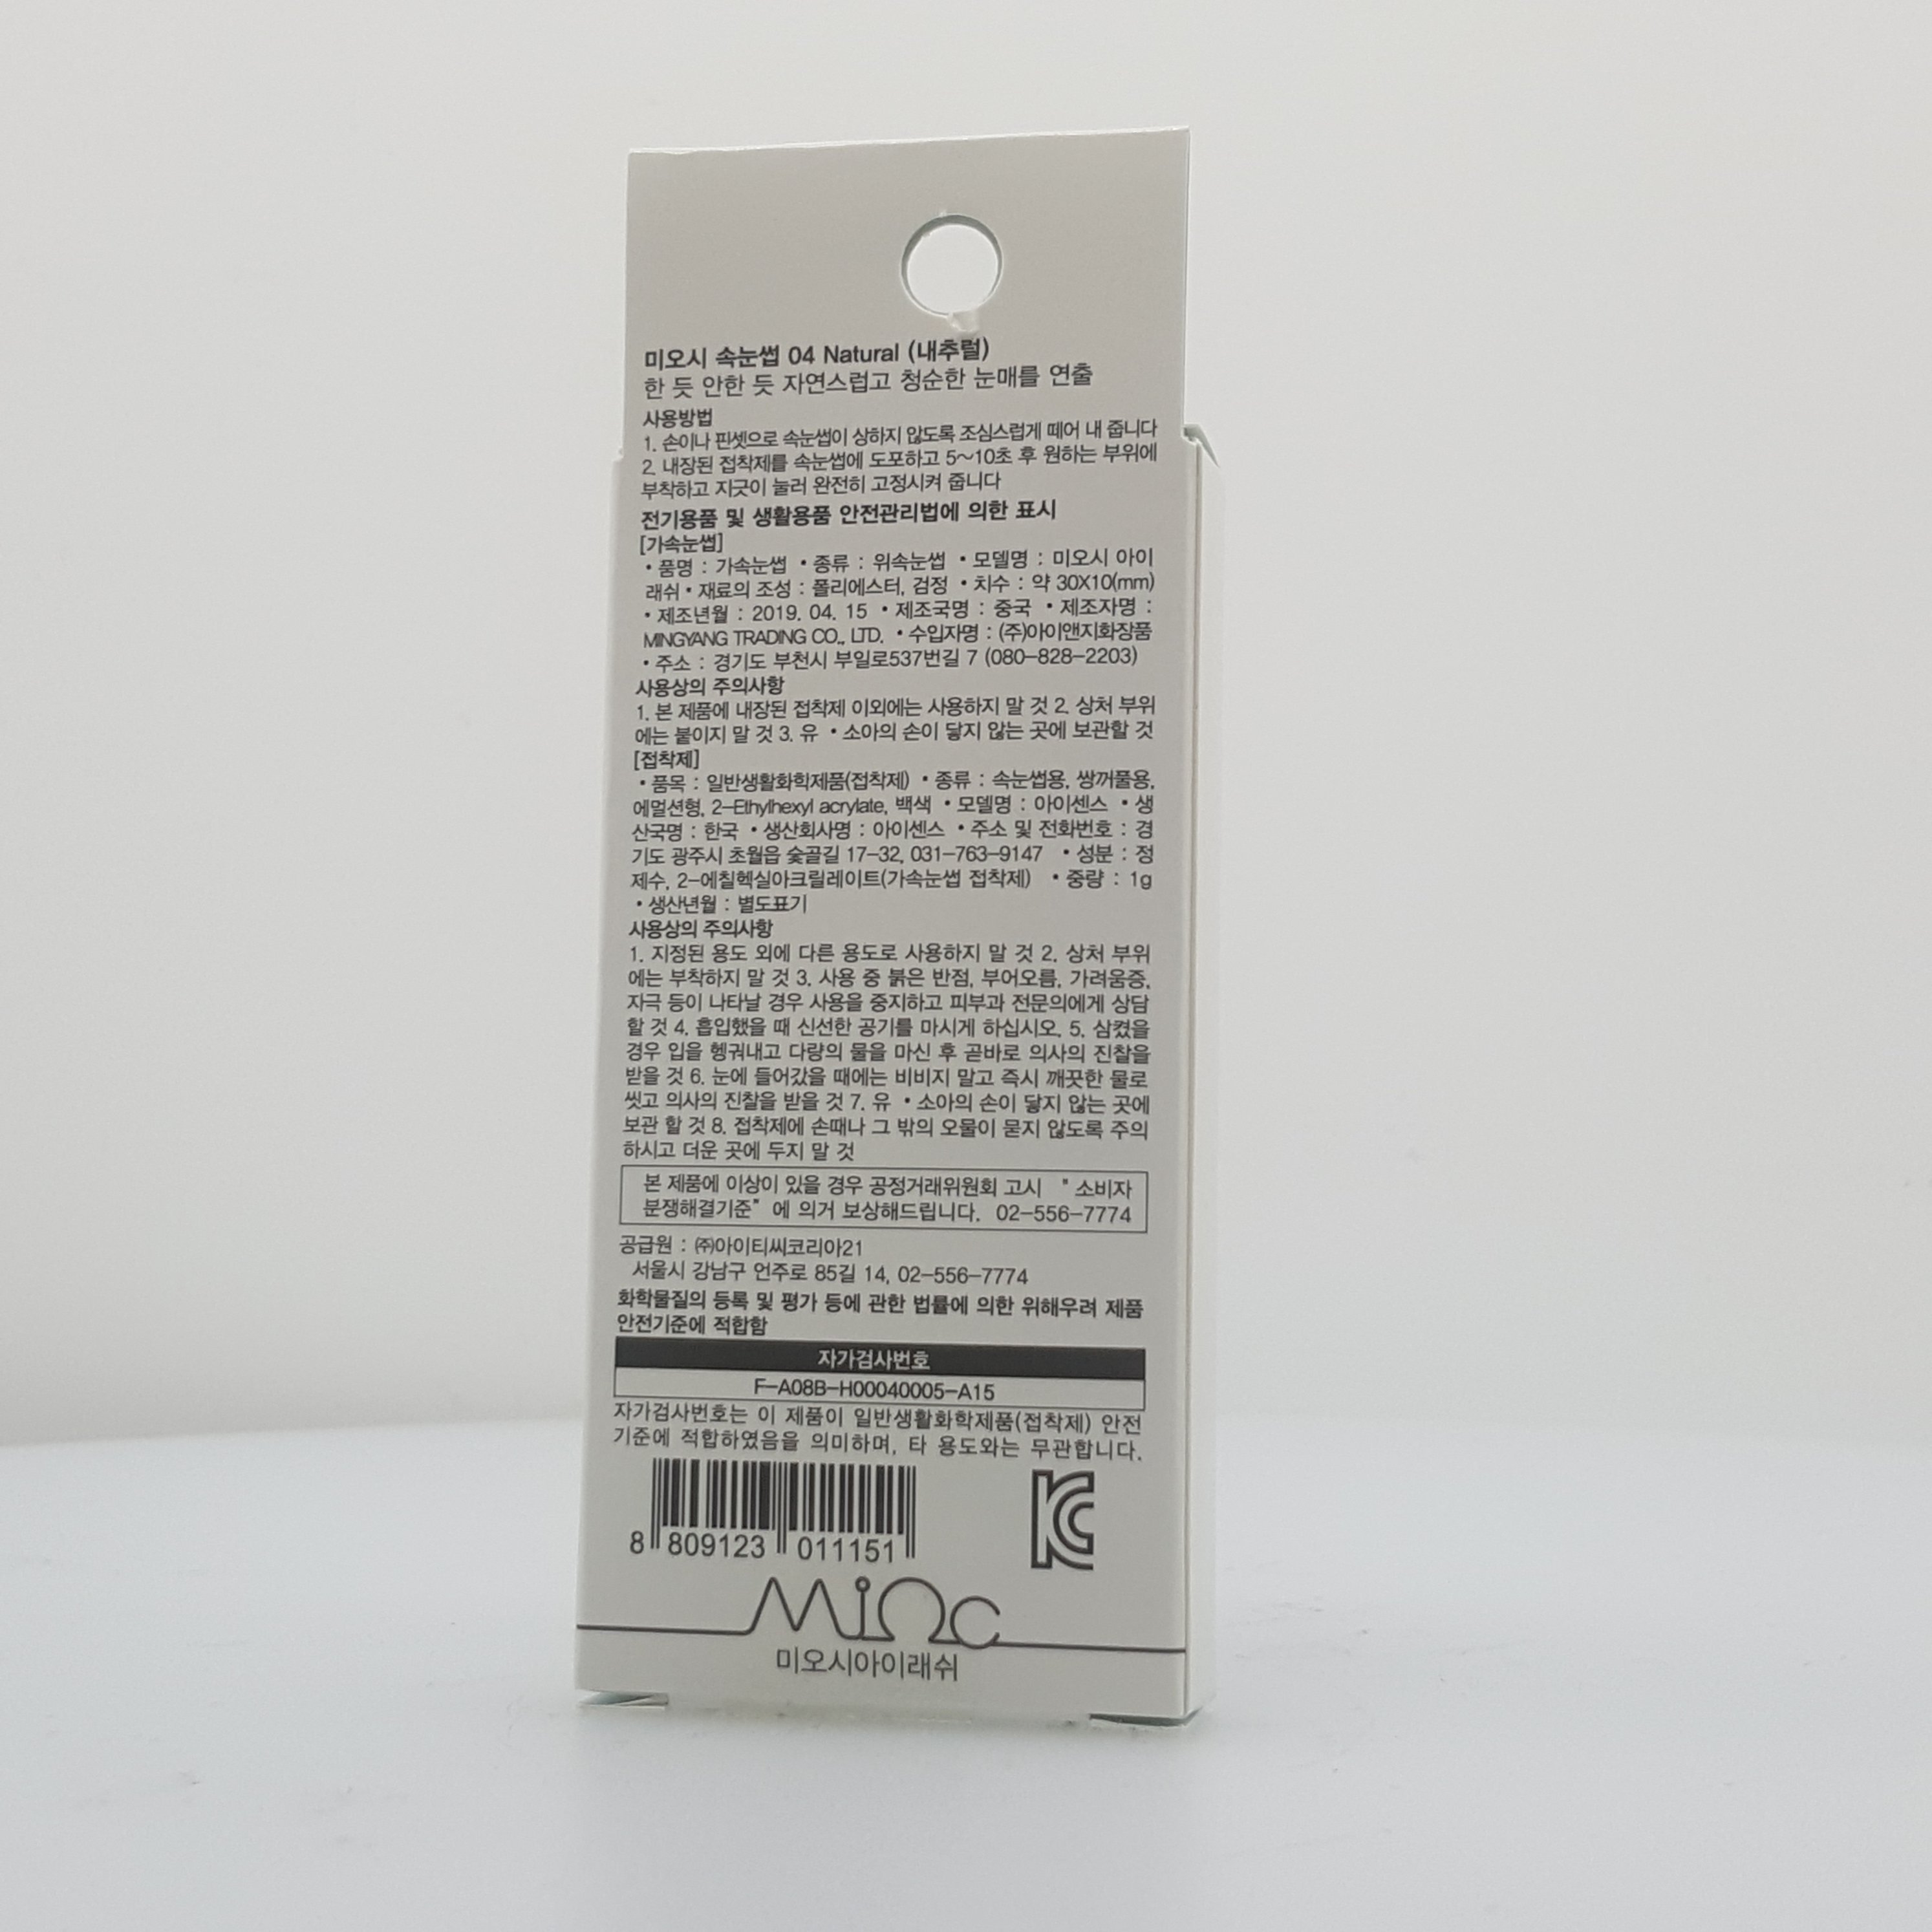 미오시 속눈썹 04 Natural (내추럴)
한 듯 안한 듯 자연스럽고 청순한 눈매를 연출
사용방법
1. 손이나 핀셋으로 속눈썹이 상하지 않도록 조심스럽게 떼어 내 줍니다
2. 내장된 접착제를 속눈썹에 도포하고 5~10초 후 원하는 부위에
부착하고 지긋이 눌러 완전히 고정시켜 줍니다
전기용품 및 생활용품 안전관리법에 의한 표시
[가속눈썹]
• 품명 : 가속눈썹 • 종류 : 위속눈썹 • 모델명 : 미오시 아이
래쉬 • 재료의 조성 : 폴리에스터, 검정 • 치수 : 약 30X10(mm)
• 제조년월 : 2019. 04. 15 • 제조국명 : 중국 • 제조자명 :
MINGYANG TRADING CO., LTD. • 수입자명 : (주)아이앤지화장품
• 주소 : 경기도 부천시 부일로537번길 7 (080-828-2203)
사용상의 주의사항
1. 본 제품에 내장된 접착제 이외에는 사용하지 말 것 2. 상처 부위
에는 붙이지 말 것 3. 유 • 소아의 손이 닿지 않는 곳에 보관할 것
[접착제]
• 품목 : 일반생활화학제품(접착제) • 종류 : 속눈썹용, 쌍꺼풀용,
에멀션형, 2-Ethylhexyl acrylate, 백색 • 모델명 : 아이센스 • 생
산국명 : 한국 • 생산회사명 : 아이센스 • 주소 및 전화번호 : 경
기도 광주시 초월읍 숯골길 17-32, 031-763-9147 • 성분 : 정
제수, 2-에칠헥실아크릴레이트(가속눈썹 접착제) • 중량 : 1g
• 생산년월 : 별도표기
사용상의 주의사항
1. 지정된 용도 외에 다른 용도로 사용하지 말 것 2. 상처 부위
에는 부착하지 말 것 3. 사용 중 붉은 반점, 부어오름, 가려움증,
자극 등이 나타날 경우 사용을 중지하고 피부과 전문의에게 상담
할 것 4. 흡입했을 때 신선한 공기를 마시게 하십시오. 5. 삼켰을
경우 입을 헹궈내고 다량의 물을 마신 후 곧바로 의사의 진찰을
받을 것 6. 눈에 들어갔을 때에는 비비지 말고 즉시 깨끗한 물로
씻고 의사의 진찰을 받을 것 7. 유 • 소아의 손이 닿지 않는 곳에
보관 할 것 8. 접착제에 손때나 그 밖의 오물이 묻지 않도록 주의
하시고 더운 곳에 두지 말 것
본 제품에 이상이 있을 경우 공정거래위원회 고시 " 소비자
분쟁해결기준" 에 의거 보상해드립니다. 02-556-7774
공급원 : ㈜아이티씨코리아21
서울시 강남구 언주로 85길 14, 02-556-7774
화학물질의 등록 및 평가 등에 관한 법률에 의한 위해우려 제품
안전기준에 적합함
자가검사번호
F-A08B-H00040005-A15
자가검사번호는 이 제품이 일반생활화학제품(접착제) 안전
기준에 적합하였음을 의미하며, 타 용도와는 무관합니다.
8 809123 011151
KC
MiOc
미오시아이래쉬